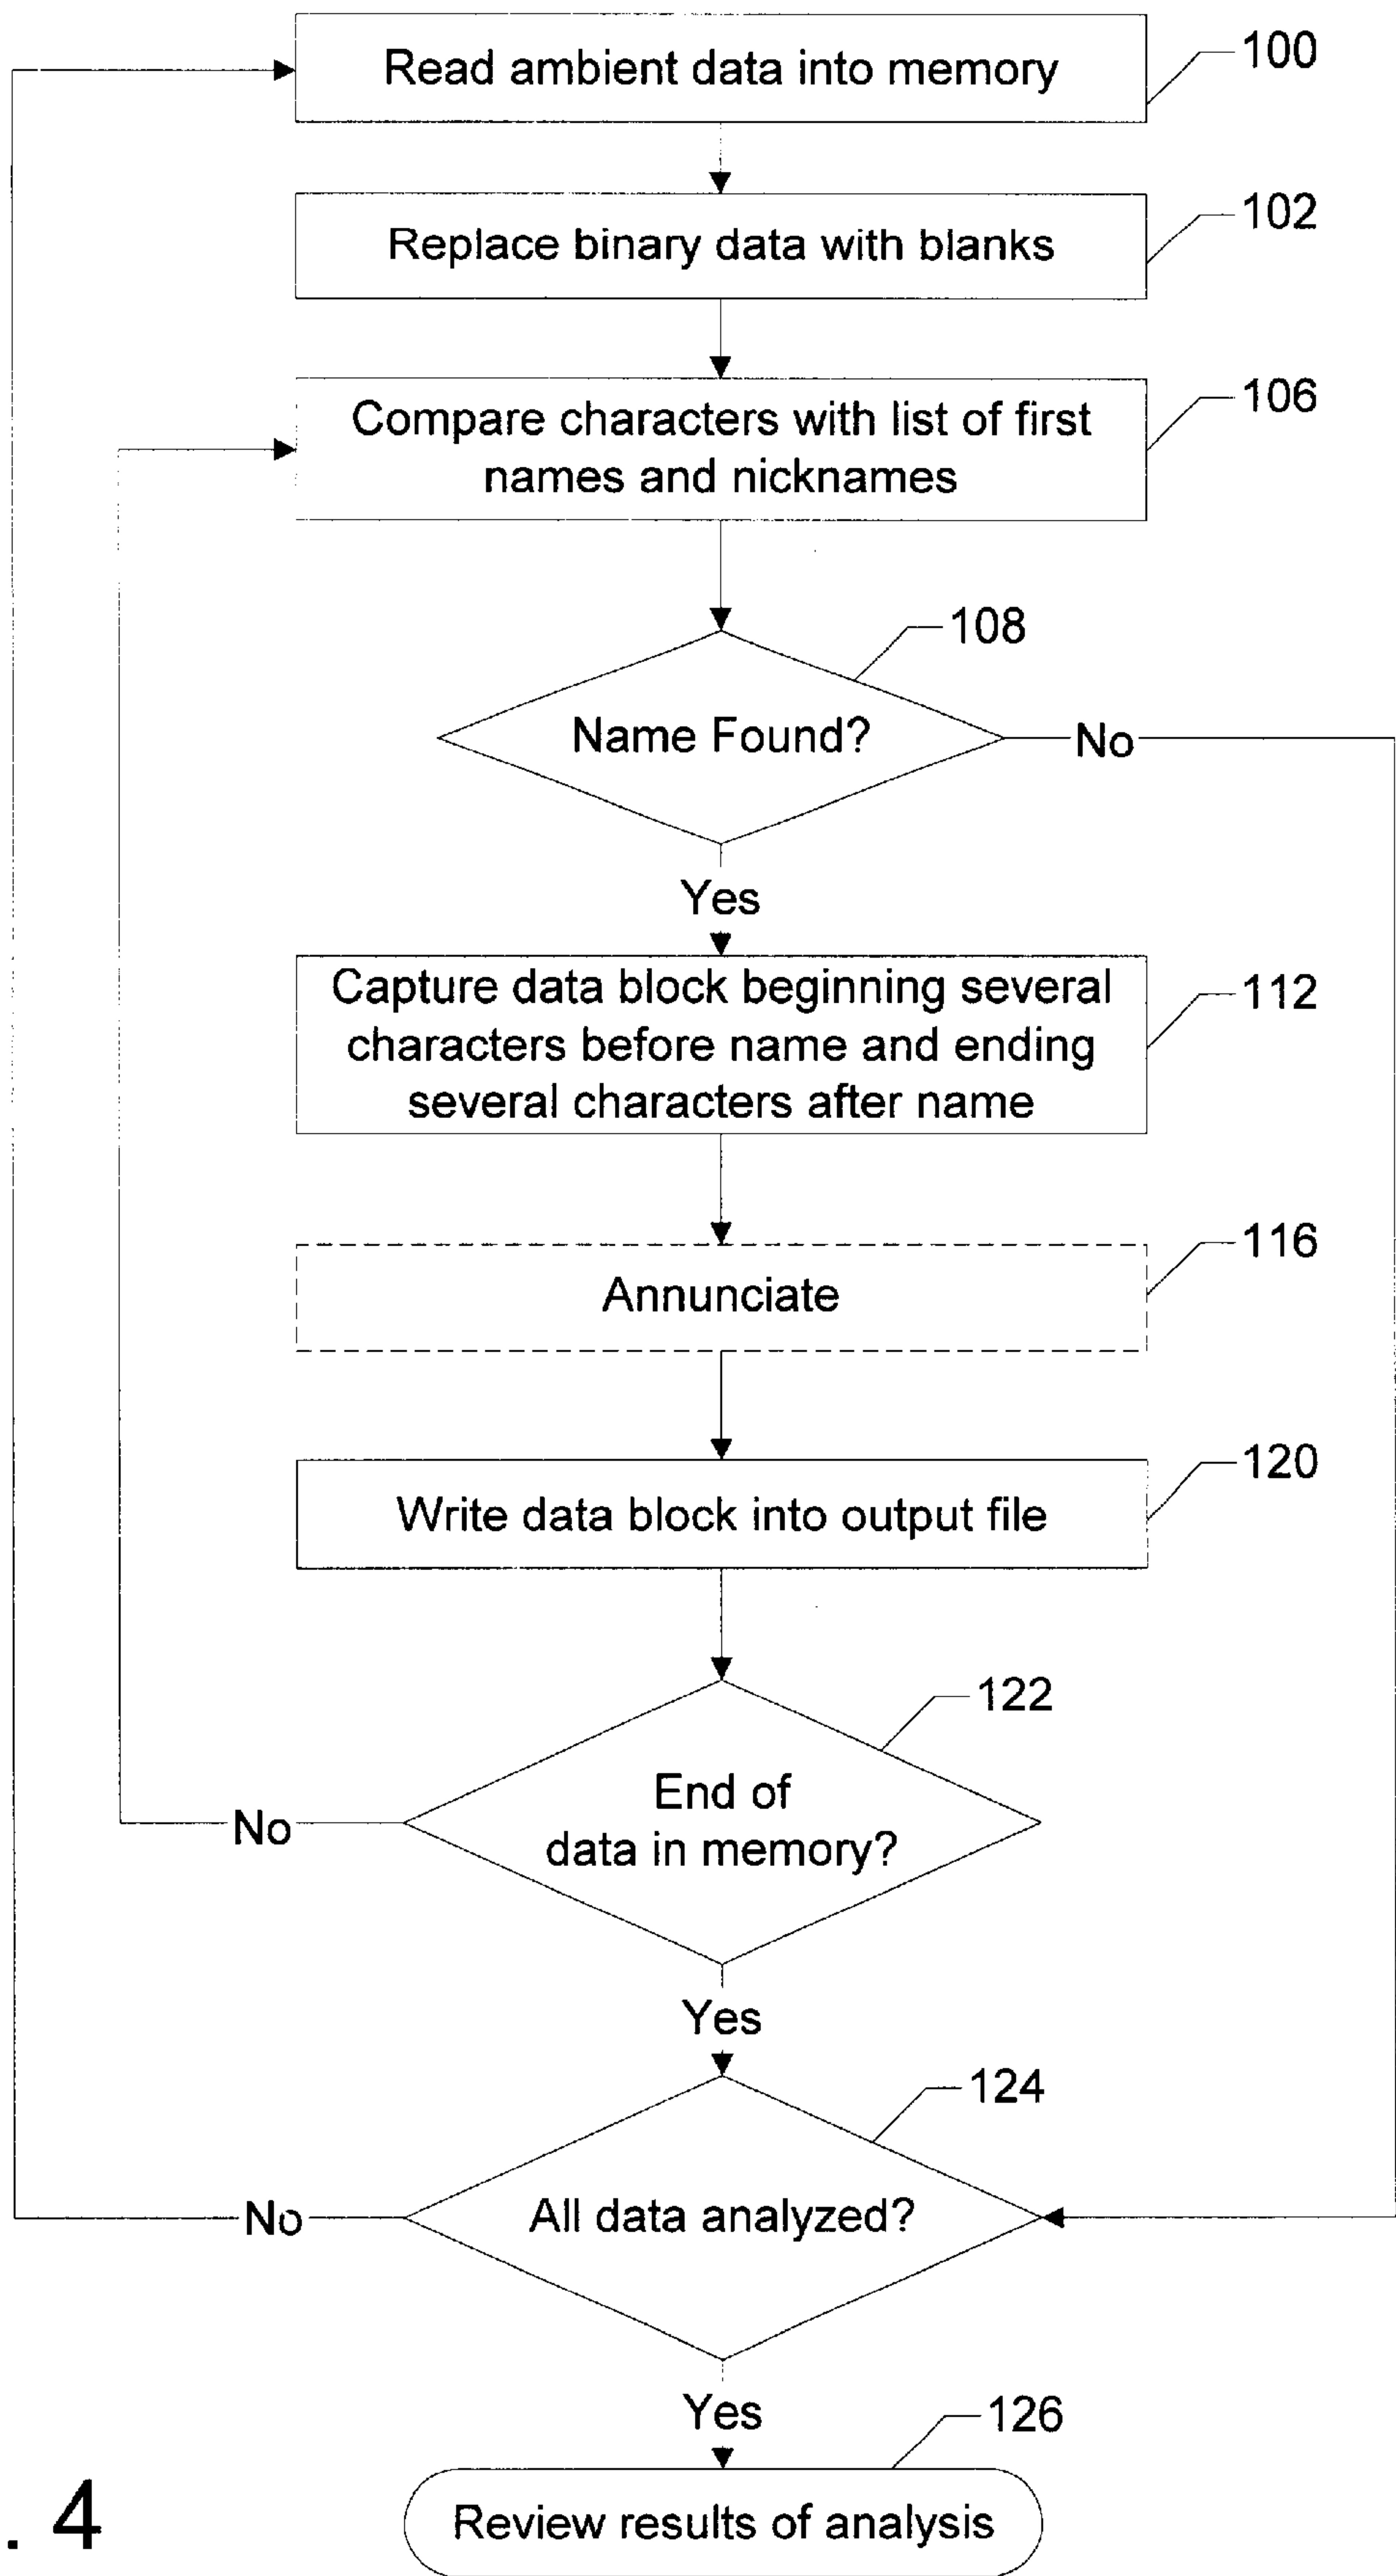 Read ambient data into memory
100
Replace binary data with blanks
102
Compare characters with list of first
names and nicknames
106
108
Name Found?
No
Yes
Capture data block beginning several
characters before name and ending
several characters after name
112
Annunciate
116
Write data block into output file
120
122
End of
data in memory?
No
Yes
124
All data analyzed?
No
Yes
126
Review results of analysis
. 4